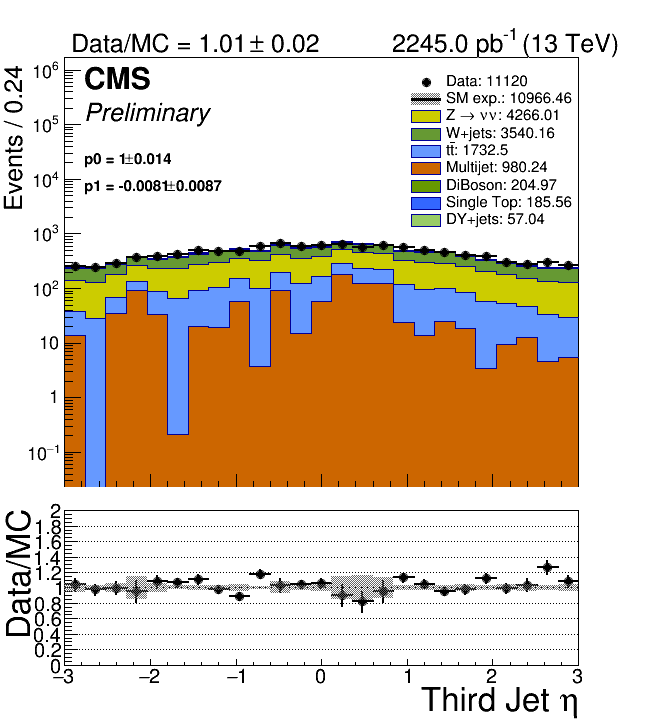 Data/MC = 1.01 ± 0.02 2245.0 pb⁻¹ (13 TeV)
Events / 0.24
10⁶
10⁵
10⁴
10³
10²
10
1
10⁻¹
CMS
Preliminary
p0 = 1±0.014
p1 = -0.0081±0.0087
Data: 11120
SM exp.: 10966.46
Z → νν: 4266.01
W+jets: 3540.16
tt̄: 1732.5
Multijet: 980.24
DiBoson: 204.97
Single Top: 185.56
DY+jets: 57.04
Data/MC
2
1.8
1.6
1.4
1.2
1
0.8
0.6
0.4
0.2
0
−3 −2 −1 0 1 2 3
Third Jet η